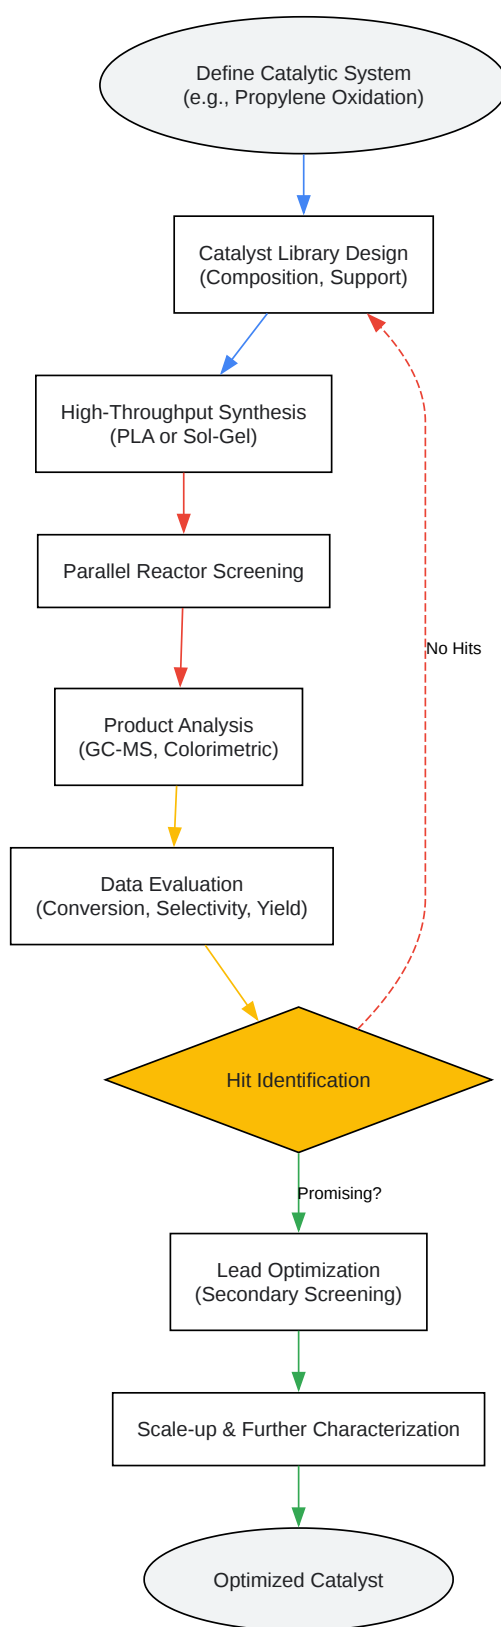 Define Catalytic System
(e.g., Propylene Oxidation)
Catalyst Library Design
(Composition, Support)
High-Throughput Synthesis
(PLA or Sol-Gel)
Parallel Reactor Screening
No Hits
Product Analysis
(GC-MS, Colorimetric)
Data Evaluation
(Conversion, Selectivity, Yield)
Hit Identification
Promising?
Lead Optimization
(Secondary Screening)
Scale-up & Further Characterization
Optimized Catalyst